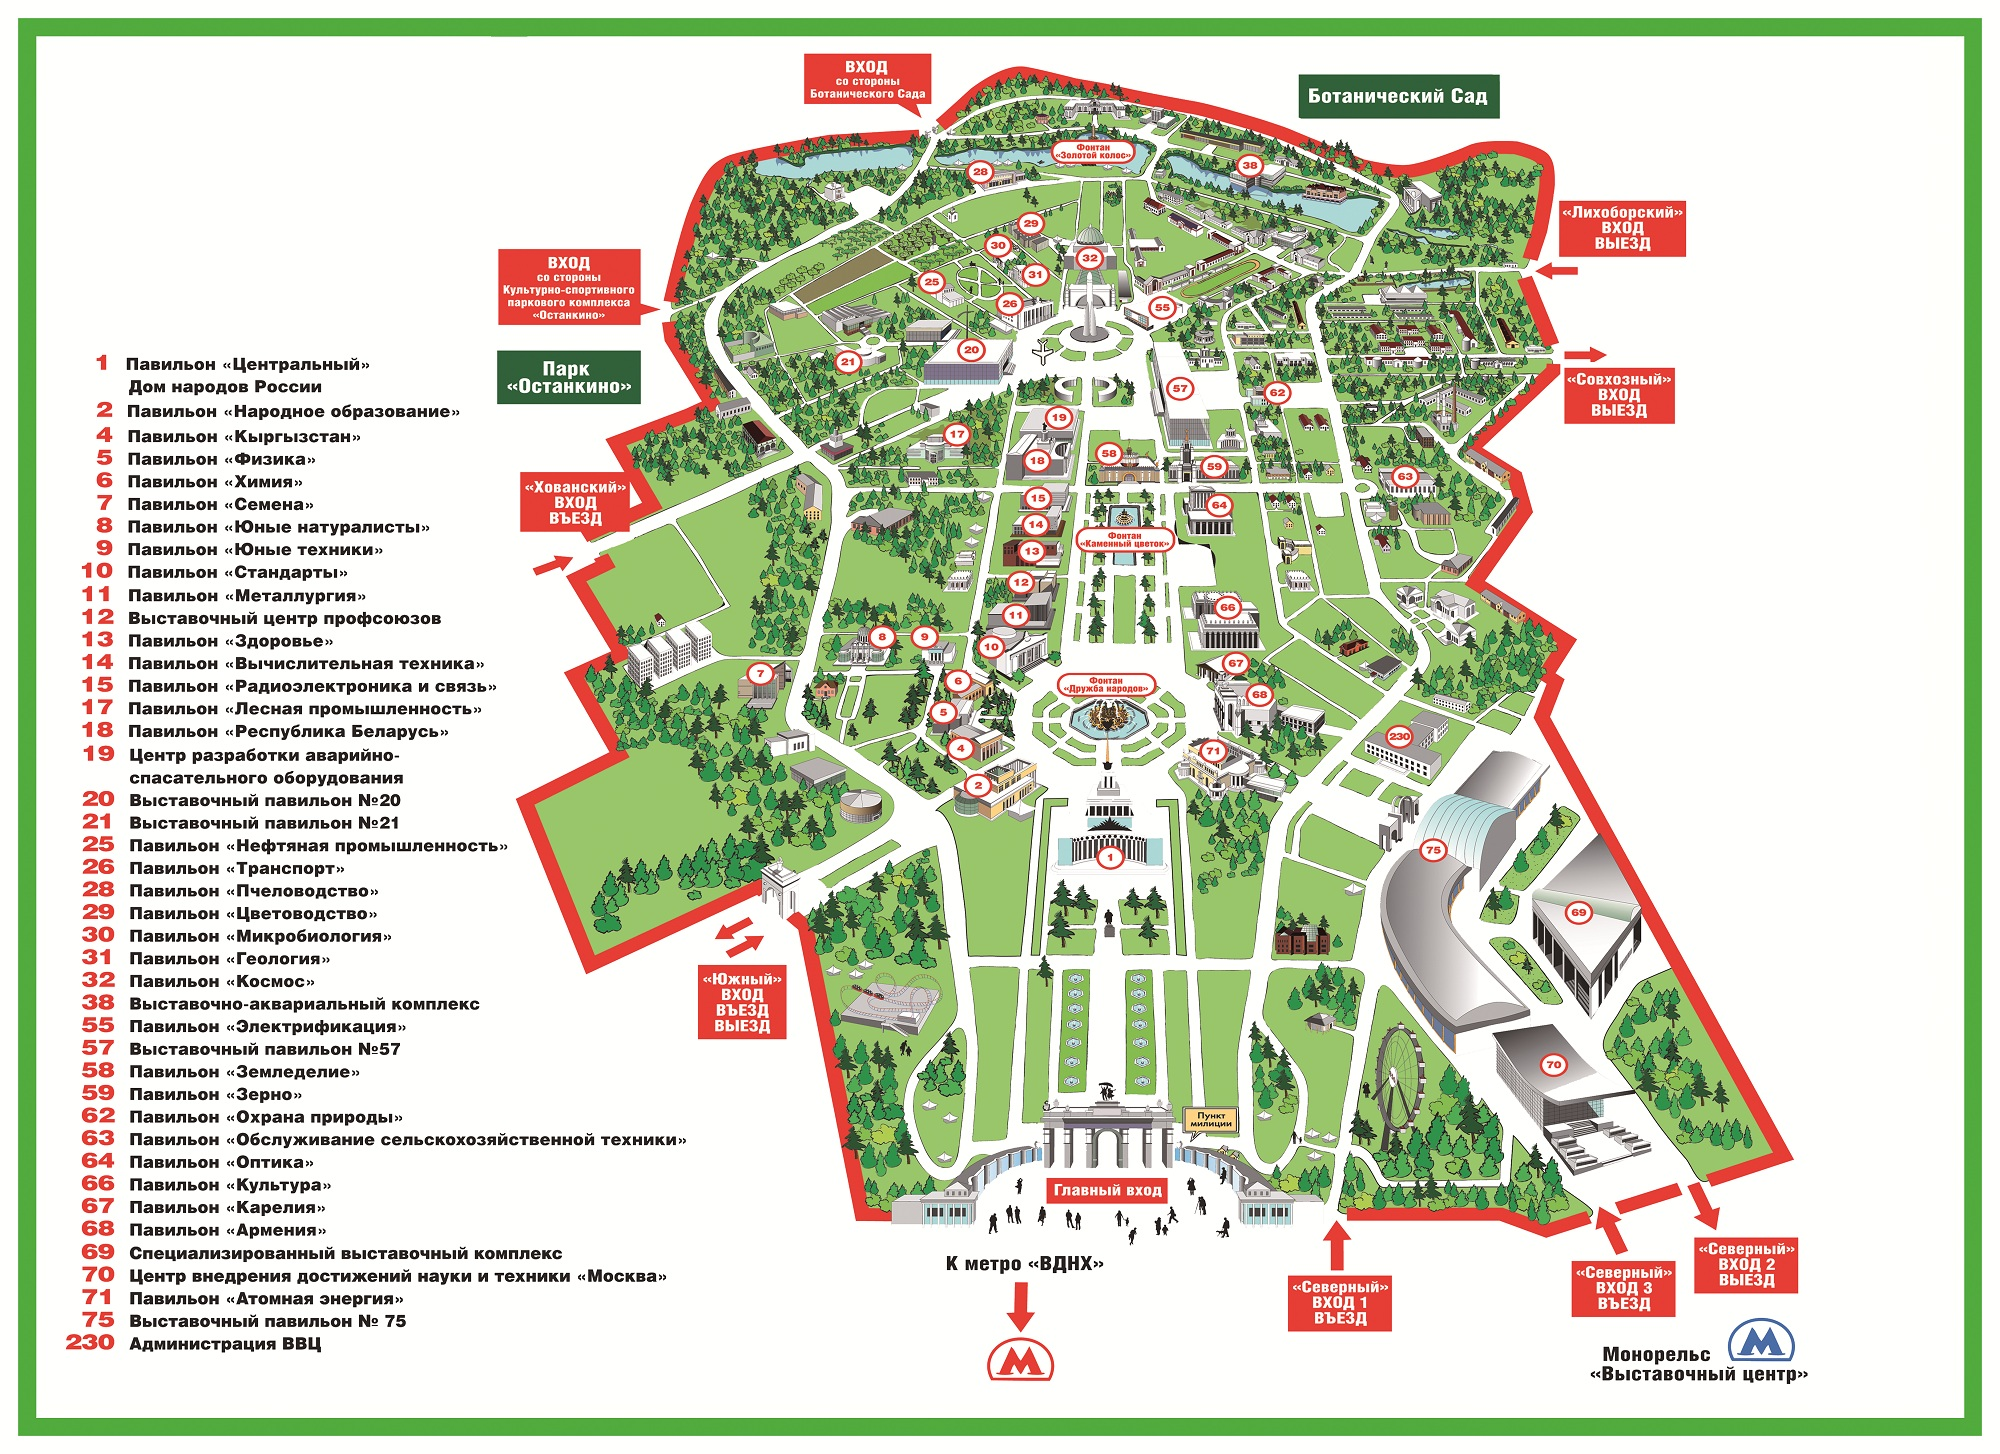 ВХОД
со стороны
Ботанического Сада
Ботанический Сад
«Лихоборский»
ВХОД
ВЫЕЗД
ВХОД
со стороны
Культурно-спортивного
паркового комплекса
«Останкино»
Парк
«Останкино»
«Совхозный»
ВХОД
ВЫЕЗД
«Хованский»
ВХОД
ВЪЕЗД
«Южный»
ВХОД
ВЪЕЗД
ВЫЕЗД
1 Павильон «Центральный»
Дом народов России
2 Павильон «Народное образование»
4 Павильон «Кыргызстан»
5 Павильон «Физика»
6 Павильон «Химия»
7 Павильон «Семена»
8 Павильон «Юные натуралисты»
9 Павильон «Юные техники»
10 Павильон «Стандарты»
11 Павильон «Металлургия»
12 Выставочный центр профсоюзов
13 Павильон «Здоровье»
14 Павильон «Вычислительная техника»
15 Павильон «Радиоэлектроника и связь»
17 Павильон «Лесная промышленность»
18 Павильон «Республика Беларусь»
19 Центр разработки аварийно-
спасательного оборудования
20 Выставочный павильон №20
21 Выставочный павильон №21
25 Павильон «Нефтяная промышленность»
26 Павильон «Транспорт»
28 Павильон «Пчеловодство»
29 Павильон «Цветоводство»
30 Павильон «Микробиология»
31 Павильон «Геология»
32 Павильон «Космос»
38 Выставочно-аквариальный комплекс
55 Павильон «Электрификация»
57 Выставочный павильон №57
58 Павильон «Земледелие»
59 Павильон «Зерно»
62 Павильон «Охрана природы»
63 Павильон «Обслуживание сельскохозяйственной техники»
64 Павильон «Оптика»
66 Павильон «Культура»
67 Павильон «Карелия»
68 Павильон «Армения»
69 Специализированный выставочный комплекс
70 Центр внедрения достижений науки и техники «Москва»
71 Павильон «Атомная энергия»
75 Выставочный павильон № 75
230 Администрация ВВЦ
Фонтан
«Золотой колос»
38
28
29
30
32
31
25
26
55
20
21
57
62
19
17
58
18
59
63
15
64
14
Фонтан
«Каменный цветок»
13
12
66
11
8
9
10
67
7
6
Фонтан
«Дружба народов»
68
5
230
4
71
2
75
1
69
70
Пункт
милиции
Главный вход
К метро «ВДНХ»
М
«Северный»
ВХОД 1
ВЪЕЗД
«Северный»
ВХОД 3
ВЪЕЗД
«Северный»
ВХОД 2
ВЫЕЗД
Монорельс
«Выставочный центр»
М